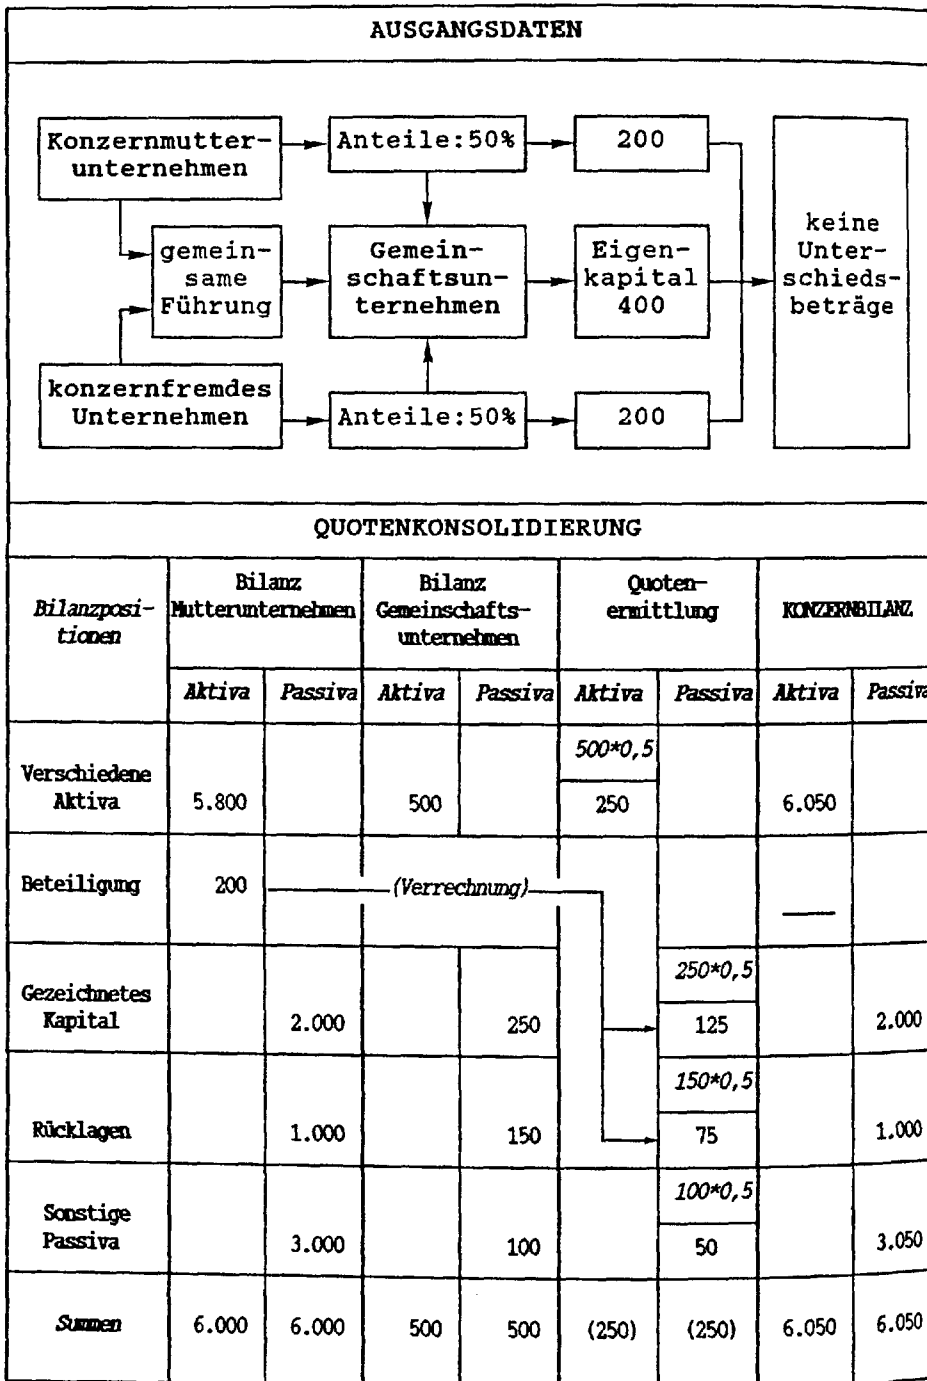 AUSGANGSDATEN
Konzernmutter-
unternehmen
Anteile:50%
200
gemein-
same
Führung
Gemein-
schaftsun-
ternehmen
Eigen-
kapital
400
keine
Unter-
schieds-
beträge
konzernfremdes
Unternehmen
Anteile:50%
200
QUOTENKONSOLIDIERUNG
Bilanzposi-
tionen
Bilanz
Mutterunternehmen
Bilanz
Gemeinschafts-
unternehmen
Quoten-
ermittlung
KONZERNBILANZ
Aktiva Passiva Aktiva Passiva Aktiva Passiva Aktiva Passiva
500*0,5
Verschiedene
Aktiva 5.800 500 250 6.050
Beteiligung 200 (Verrechnung) —
250*0,5
Gezeichnetes
Kapital 2.000 250 125 2.000
150*0,5
Rücklagen 1.000 150 75 1.000
100*0,5
Sonstige
Passiva 3.000 100 50 3.050
Summen 6.000 6.000 500 500 (250) (250) 6.050 6.050